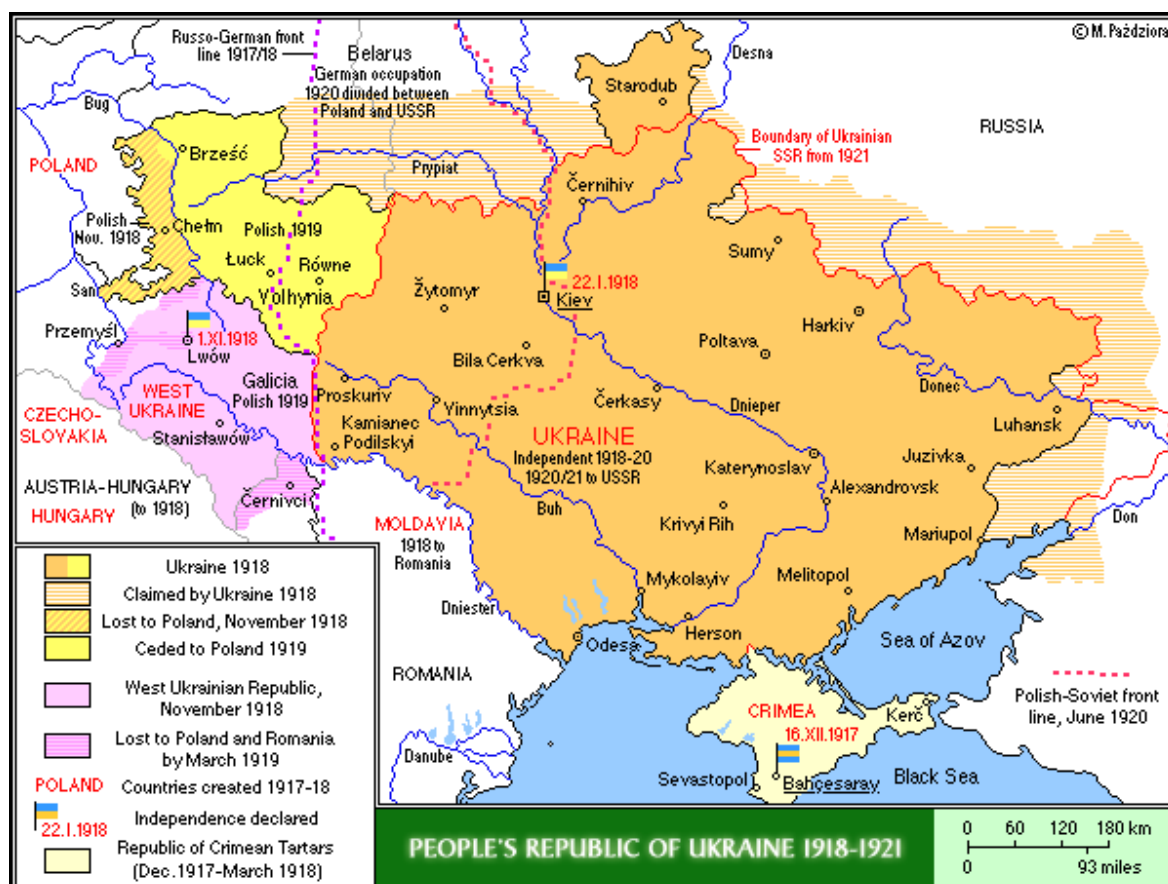 Russo-German front
line 1917/18
Belarus
German occupation
1920 divided between
Poland and USSR
Desna
© M. Paździora
Starodub
Bug
RUSSIA
Boundary of Ukrainian
SSR from 1921
POLAND
Brześć
Prypiat
Černihiv
Polish
Nov. 1918
Chełm
Polish 1919
Sumy
Łuck
Równe
22.I.1918
Kiev
San
Volhynia
Žytomyr
Harkiv
Przemyśl
1.XI.1918
Lwów
Poltava
Bila Cerkva
Galicia
Polish 1919
Donec
WEST
UKRAINE
Proskuriv
Vinnytsia
Čerkasy
Dnieper
CZECHO-
SLOVAKIA
Stanisławów
Kamianec
Podilskyi
Luhansk
UKRAINE
Independent 1918-20
1920/21 to USSR
Katerynoslav
Juzivka
AUSTRIA-HUNGARY
(to 1918)
HUNGARY
Černivci
Alexandrovsk
Buh
Krivyi Rih
Don
MOLDAVIA
1918 to
Romania
Mariupol
Mykolayiv
Melitopol
Dniester
Odesa
Herson
Sea of Azov
ROMANIA
CRIMEA
16.XII.1917
Kerč
Polish-Soviet front
line, June 1920
Danube
Sevastopol
Bahçesaray
Black Sea
Ukraine 1918
Claimed by Ukraine 1918
Lost to Poland, November 1918
Ceded to Poland 1919
West Ukrainian Republic,
November 1918
Lost to Poland and Romania
by March 1919
POLAND
Countries created 1917-18
22.I.1918
Independence declared
Republic of Crimean Tartars
(Dec.1917-March 1918)
PEOPLE'S REPUBLIC OF UKRAINE 1918-1921
0 60 120 180 km
0 93 miles